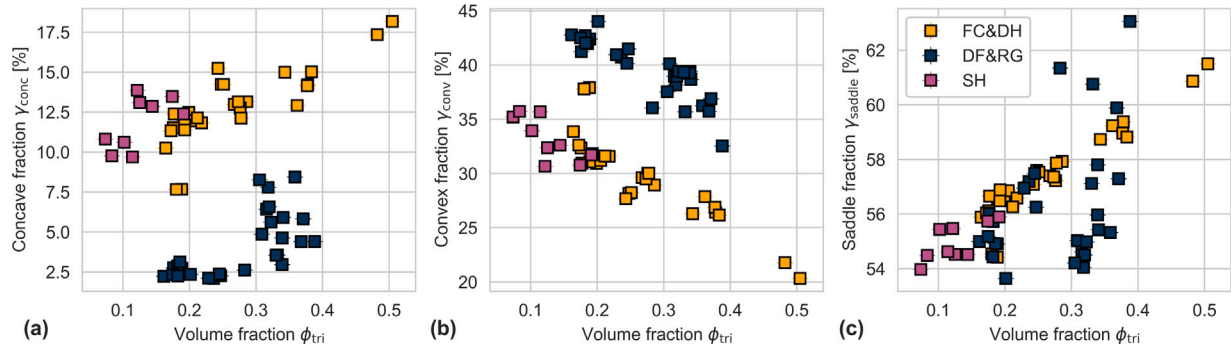 Concave fraction γconc [%]
17.5
15.0
12.5
10.0
7.5
5.0
2.5
0.1 0.2 0.3 0.4 0.5
(a) Volume fraction ϕtri
Convex fraction γconv [%]
45
40
35
30
25
20
0.1 0.2 0.3 0.4 0.5
(b) Volume fraction ϕtri
Saddle fraction γsaddle [%]
62
60
58
56
54
FC&DH
DF&RG
SH
0.1 0.2 0.3 0.4 0.5
(c) Volume fraction ϕtri